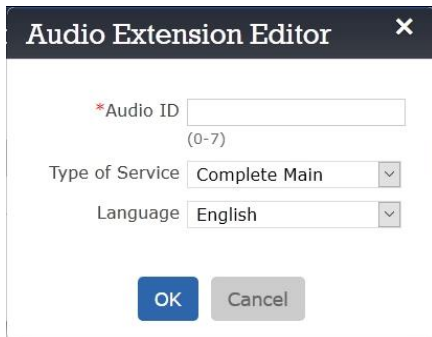 Audio Extension Editor ×
*Audio ID
(0-7)
Type of Service Complete Main
Language English
OK Cancel